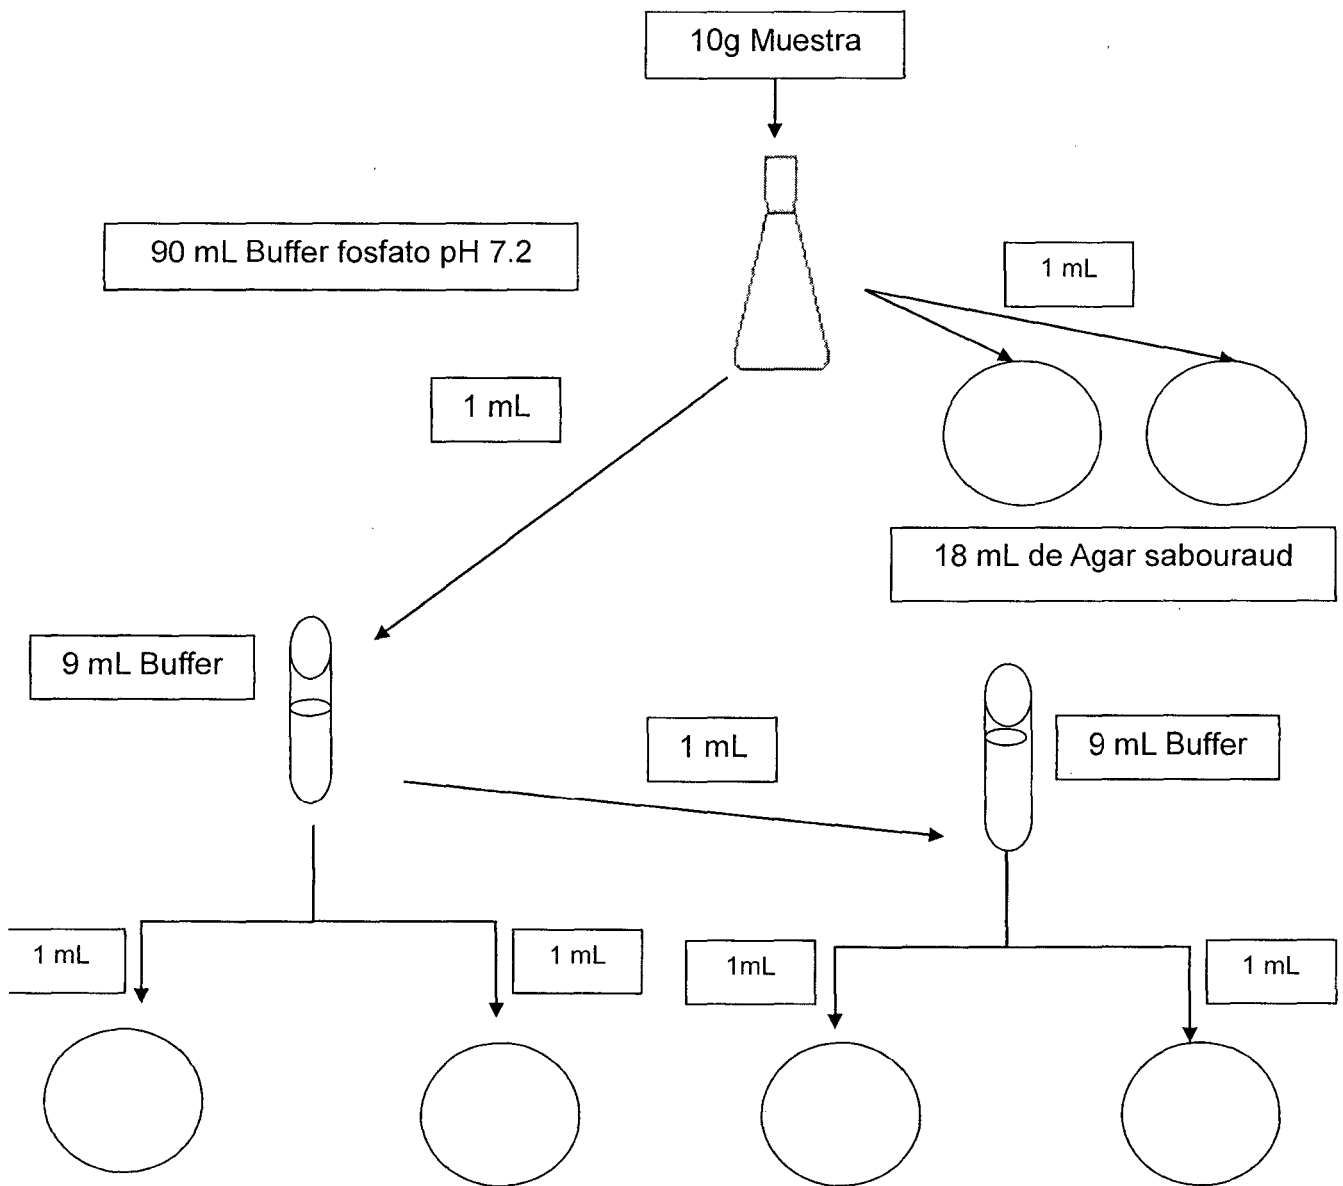 10g Muestra
90 mL Buffer fosfato pH 7.2
1 mL
1 mL
18 mL de Agar sabouraud
9 mL Buffer
1 mL
9 mL Buffer
1 mL
1 mL
1mL
1 mL